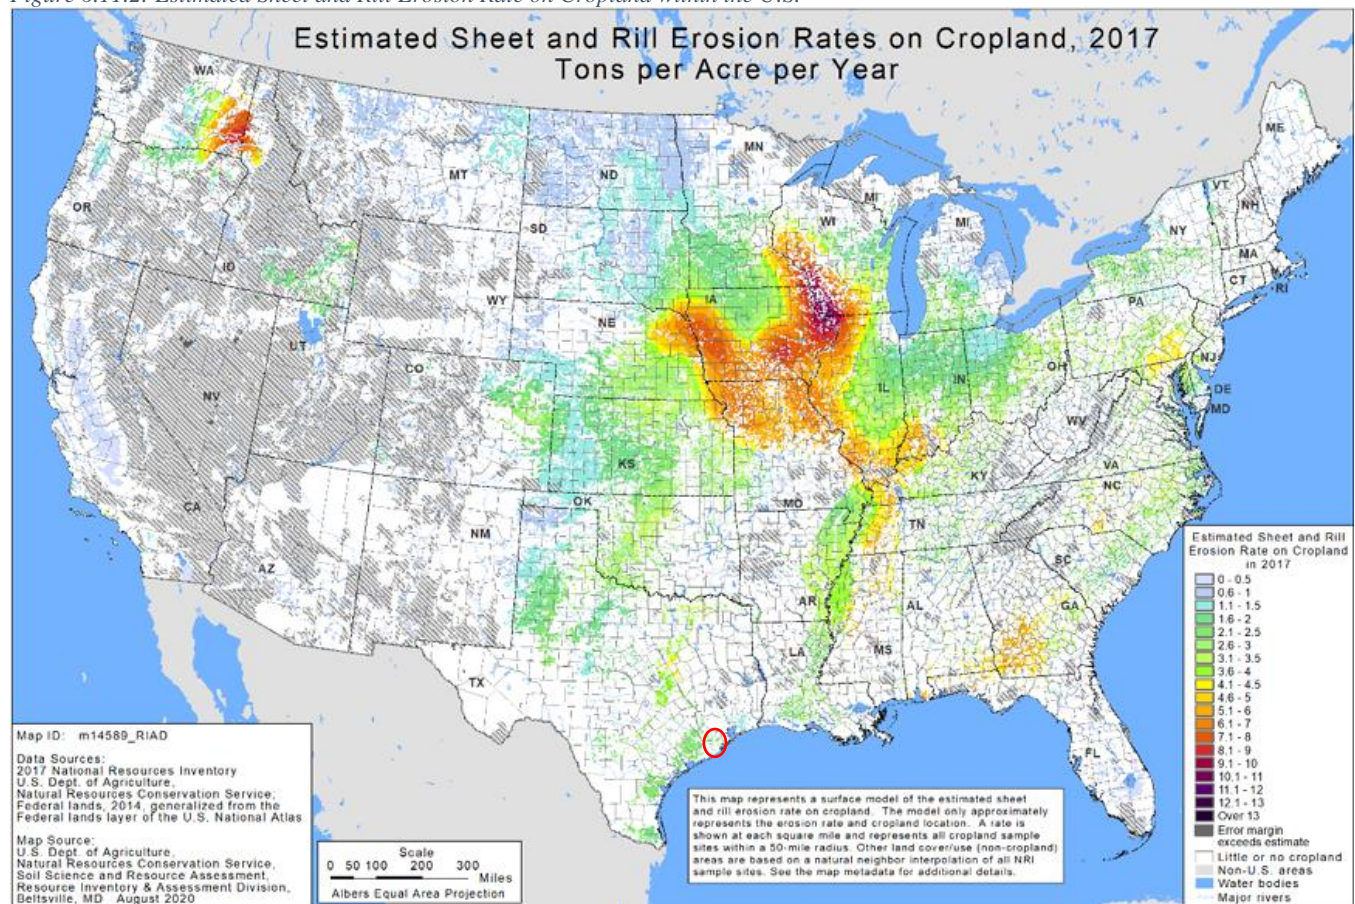 Figure 6.11.2: Estimated Sheet and Rill Erosion Rate on Cropland within the U.S.
Estimated Sheet and Rill Erosion Rates on Cropland, 2017
Tons per Acre per Year
WA
OR
ID
MT
ND
MN
SD
WY
NE
IA
WI
MI
MI
NV
UT
CO
CA
AZ
NM
KS
OK
TX
MO
AR
LA
MS
AL
TN
KY
IL
IN
OH
WV
VA
NC
SC
GA
FL
PA
NY
VT
NH
ME
MA
CT
RI
NJ
DE
MD
Estimated Sheet and Rill
Erosion Rate on Cropland
in 2017
0 - 0.5
0.6 - 1
1.1 - 1.5
1.6 - 2
2.1 - 2.5
2.6 - 3
3.1 - 3.5
3.6 - 4
4.1 - 4.5
4.6 - 5
5.1 - 6
6.1 - 7
7.1 - 8
8.1 - 9
9.1 - 10
10.1 - 11
11.1 - 12
12.1 - 13
Over 13
Error margin
exceeds estimate
Little or no cropland
Non-U.S. areas
Water bodies
Major rivers
Map ID: m14589_RIAD
Data Sources:
2017 National Resources Inventory
U.S. Dept. of Agriculture,
Natural Resources Conservation Service;
Federal lands, 2014, generalized from the
Federal lands layer of the U.S. National Atlas
Map Source:
U.S. Dept. of Agriculture,
Natural Resources Conservation Service,
Soil Science and Resource Assessment,
Resource Inventory & Assessment Division,
Beltsville, MD August 2020
Scale
0 50 100 200 300
Miles
Albers Equal Area Projection
This map represents a surface model of the estimated sheet
and rill erosion rate on cropland. The model only approximately
represents the erosion rate and cropland location. A rate is
shown at each square mile and represents all cropland sample
sites within a 50-mile radius. Other land cover/use (non-cropland)
areas are based on a natural neighbor interpolation of all NRI
sample sites. See the map metadata for additional details.